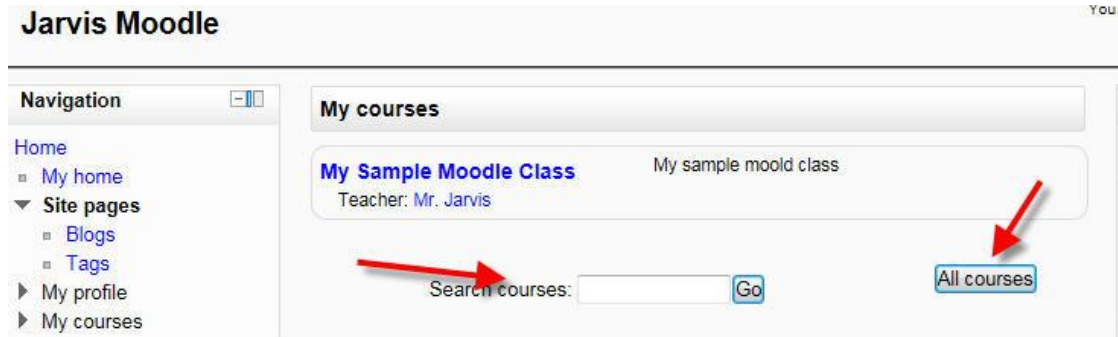 You
Jarvis Moodle
Navigation
Home
My home
Site pages
Blogs
Tags
My profile
My courses
My courses
My Sample Moodle Class
My sample moold class
Teacher: Mr. Jarvis
Search courses:
Go
All courses